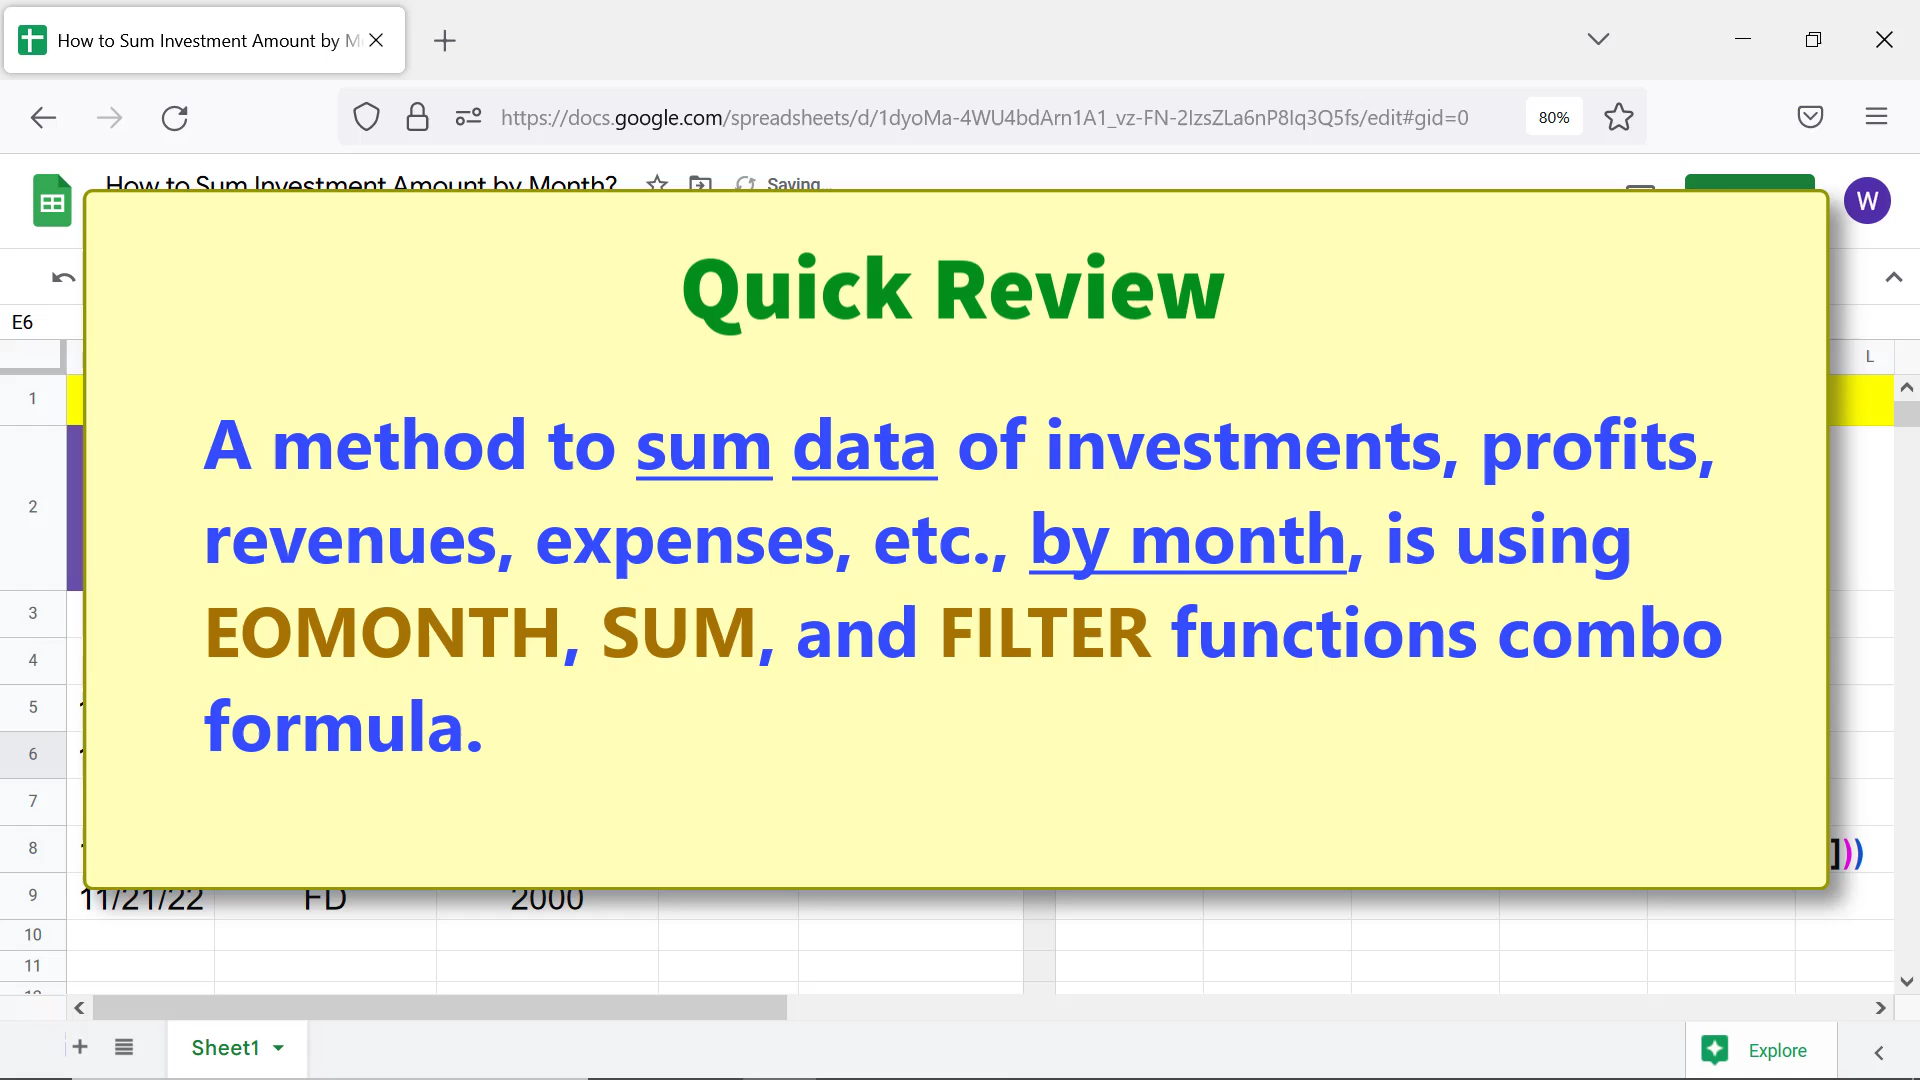 How to Sum Investment Amount by M
https://docs.google.com/spreadsheets/d/1dyoMa-4WU4bdArn1A1_vz-FN-2IzsZLa6nP8Iq3Q5fs/edit#gid=0 80%
How to Sum Investment Amount by Month? Saving...
W
Quick Review
E6
L
1
A method to sum data of investments, profits,
2
revenues, expenses, etc., by month, is using
3
EOMONTH, SUM, and FILTER functions combo
4
5
formula.
6
7
8 ]))
9 11/21/22 FD 2000
10
11
Sheet1 Explore